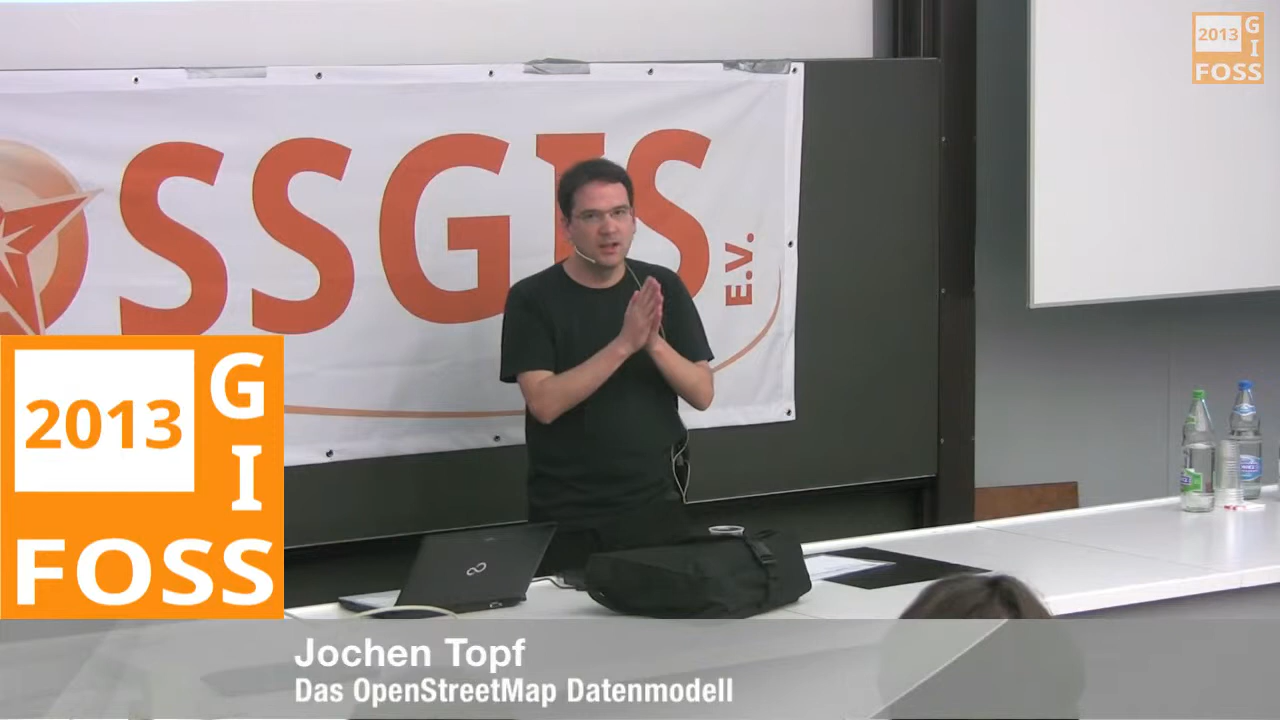 2013
G
I
FOSS
SSGIS
E.V.
2013
G
I
FOSS
Jochen Topf
Das OpenStreetMap Datenmodell